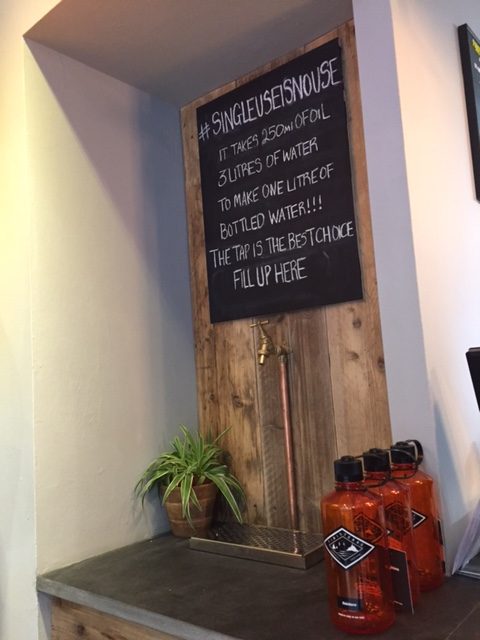 #SINGLEUSEISNOUSE
IT TAKES 250ml OF OIL
3 LITRES OF WATER
TO MAKE ONE LITRE OF
BOTTLED WATER!!!
THE TAP IS THE BEST CHOICE
FILL UP HERE